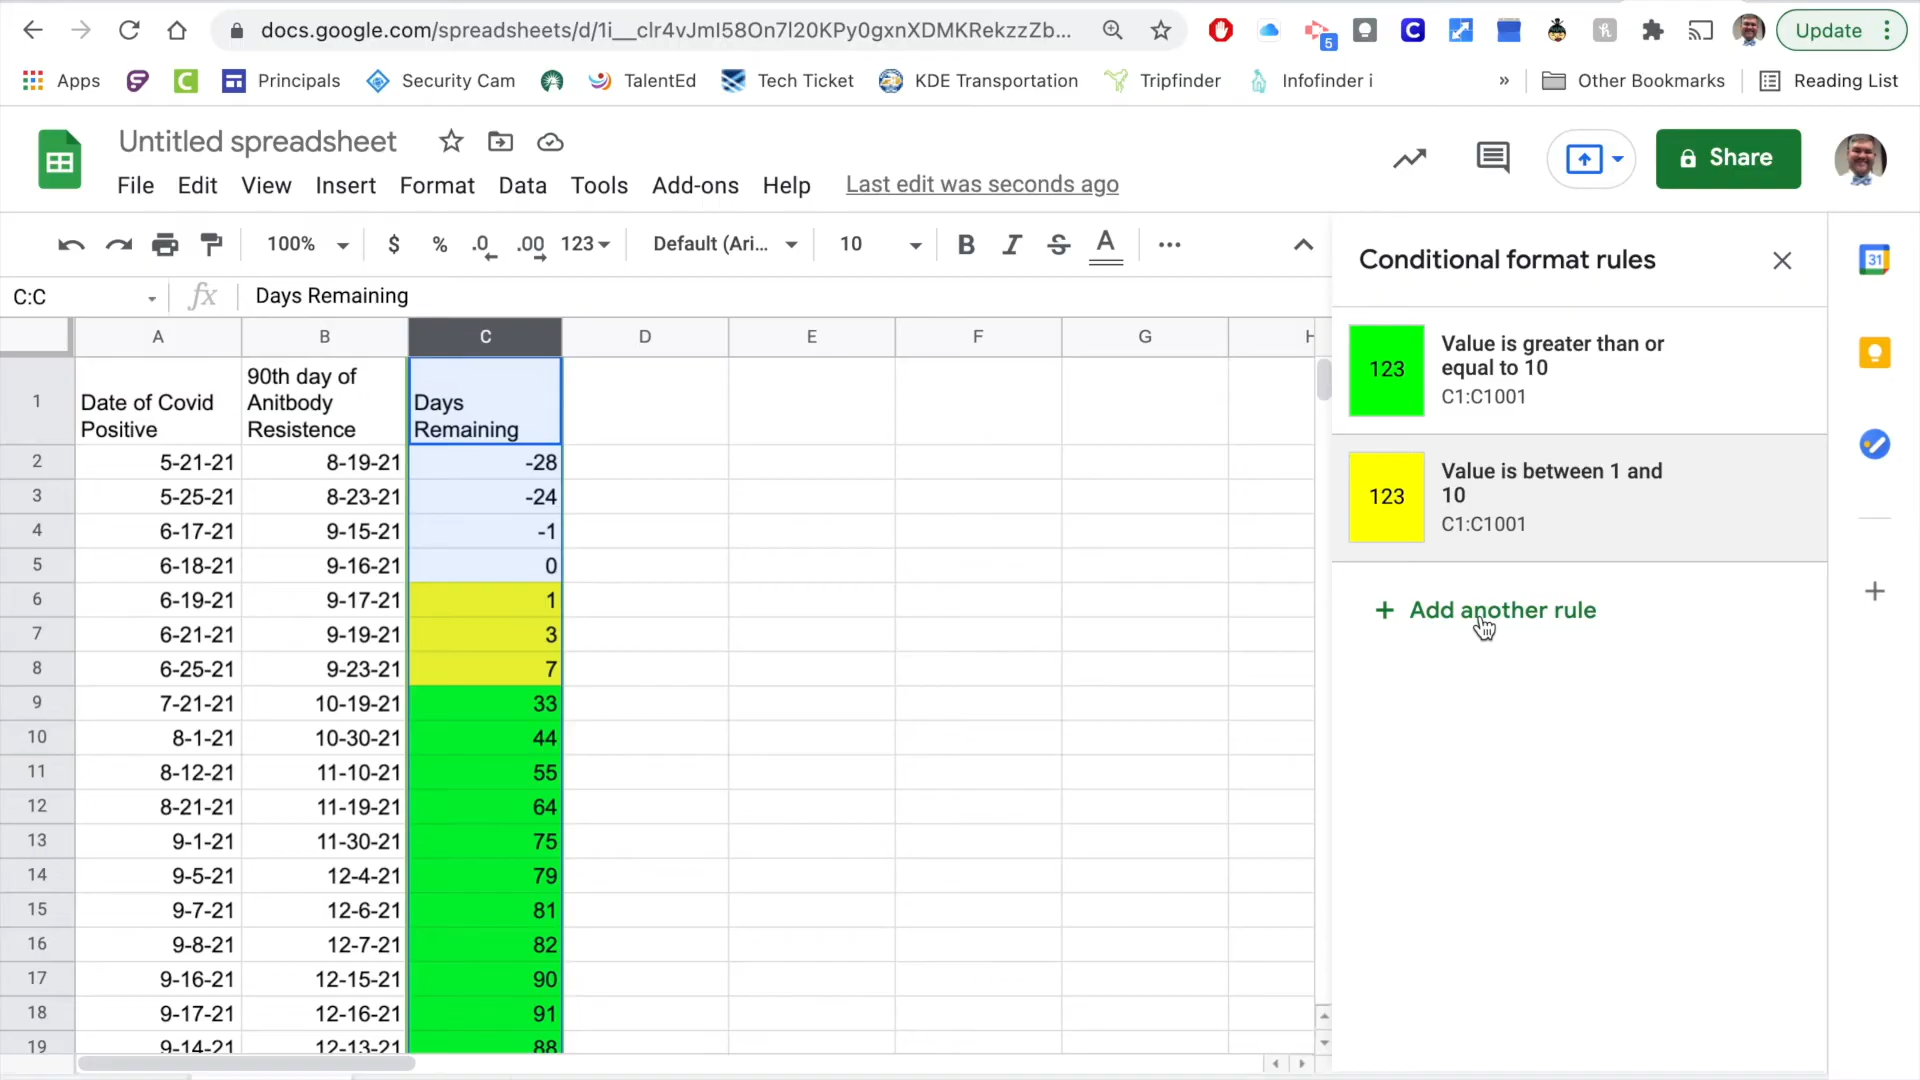 docs.google.com/spreadsheets/d/1i__clr4vJmI58On7l20KPy0gxnXDMKRekzzZb...
5
Update
Apps
C
Principals
Security Cam
TalentEd
Tech Ticket
KDE Transportation
Tripfinder
Infofinder i
»
Other Bookmarks
Reading List
Untitled spreadsheet
File Edit View Insert Format Data Tools Add-ons Help Last edit was seconds ago
Share
100% $ % .0 .00 123 Default (Ari... 10 B I S A
C:C fx Days Remaining
A B C D E F G H
1 Date of Covid Positive 90th day of Anitbody Resistence Days Remaining
2 5-21-21 8-19-21 -28
3 5-25-21 8-23-21 -24
4 6-17-21 9-15-21 -1
5 6-18-21 9-16-21 0
6 6-19-21 9-17-21 1
7 6-21-21 9-19-21 3
8 6-25-21 9-23-21 7
9 7-21-21 10-19-21 33
10 8-1-21 10-30-21 44
11 8-12-21 11-10-21 55
12 8-21-21 11-19-21 64
13 9-1-21 11-30-21 75
14 9-5-21 12-4-21 79
15 9-7-21 12-6-21 81
16 9-8-21 12-7-21 82
17 9-16-21 12-15-21 90
18 9-17-21 12-16-21 91
19 9-14-21 12-13-21 88
Conditional format rules
123
Value is greater than or
equal to 10
C1:C1001
123
Value is between 1 and
10
C1:C1001
+ Add another rule
31